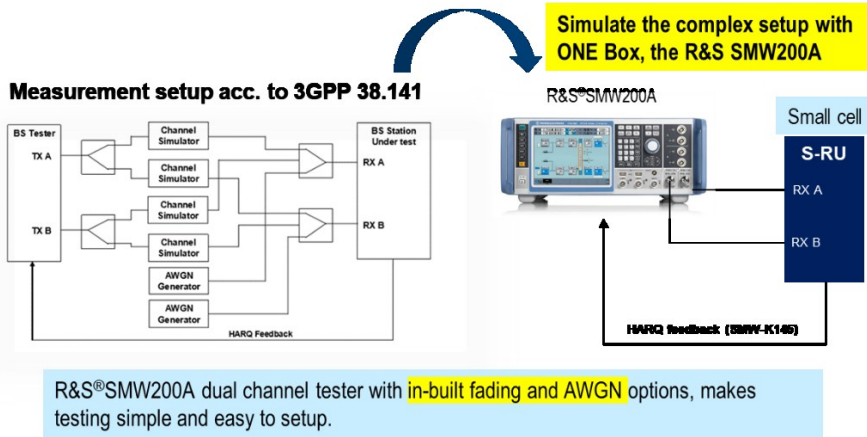 Simulate the complex setup with
ONE Box, the R&S SMW200A
Measurement setup acc. to 3GPP 38.141
R&S®SMW200A
Small cell
BS Tester
TX A
TX B
Channel
Simulator
Channel
Simulator
Channel
Simulator
Channel
Simulator
AWGN
Generator
AWGN
Generator
BS Station
Under test
RX A
RX B
HARQ Feedback
S-RU
RX A
RX B
HARQ feedback (SMW-K145)
R&S®SMW200A dual channel tester with in-built fading and AWGN options, makes
testing simple and easy to setup.